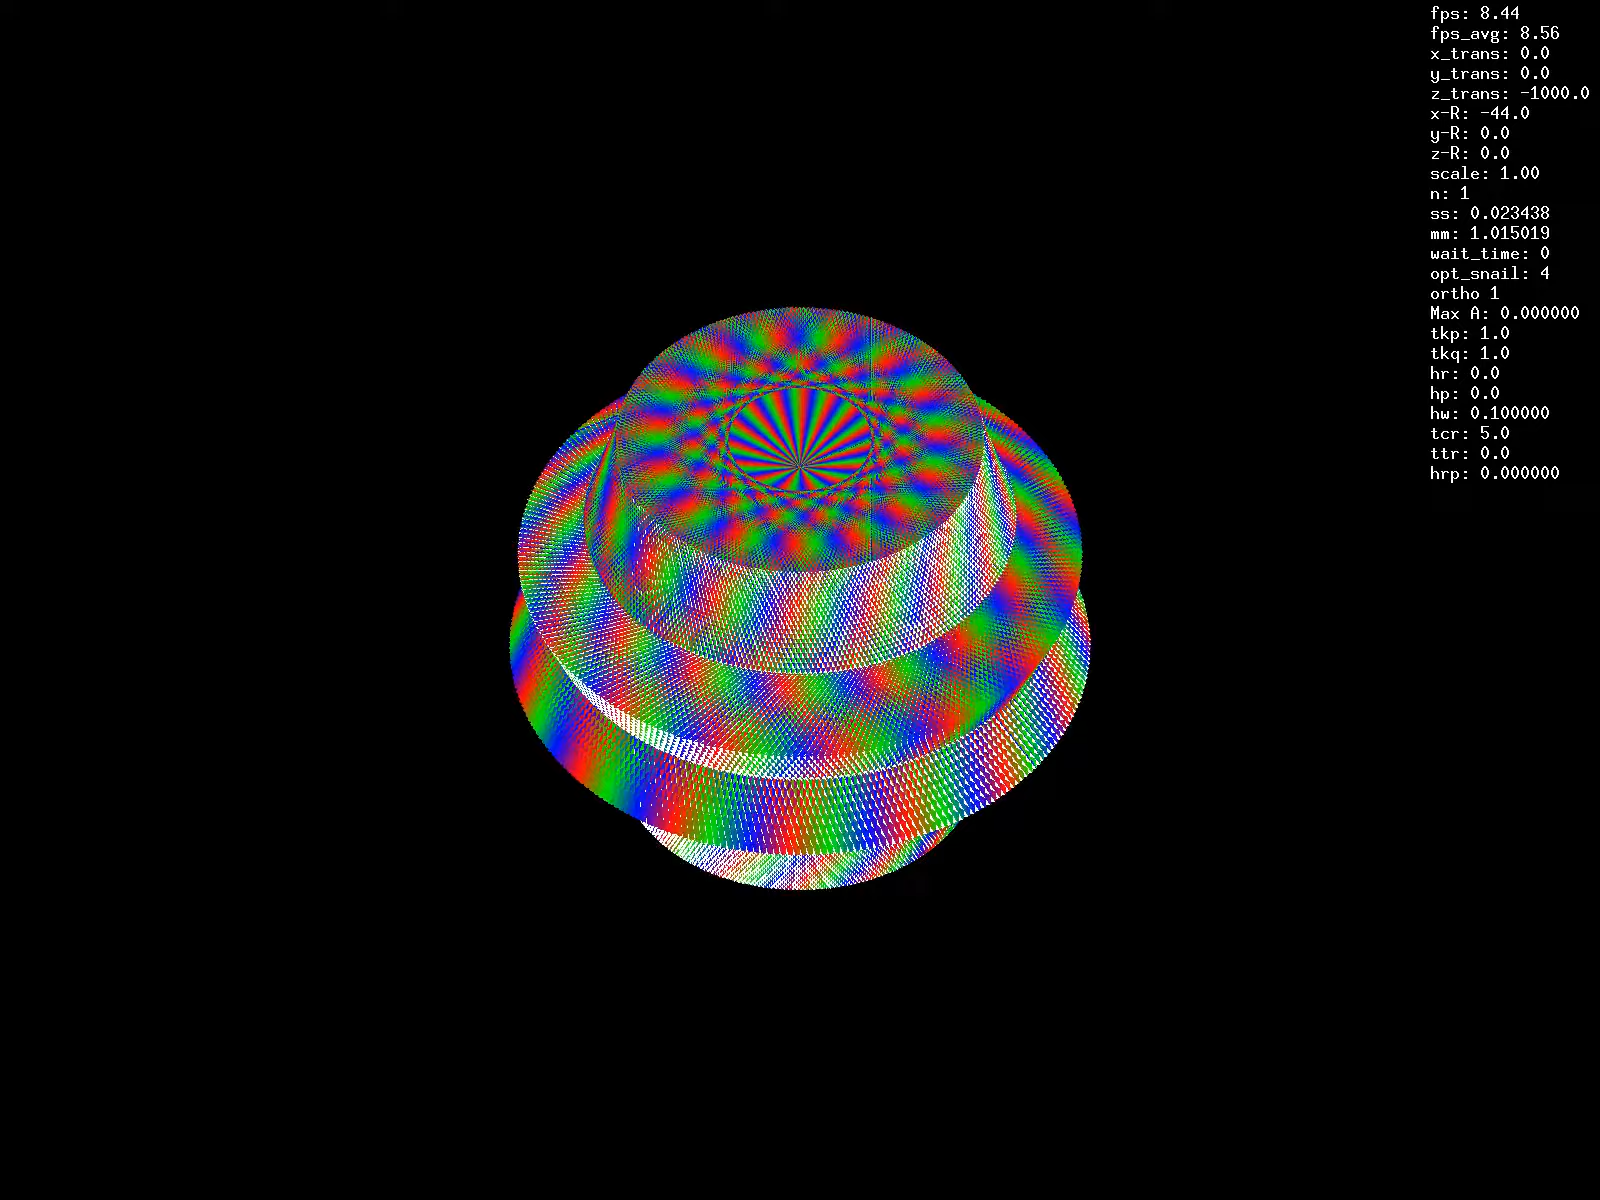 fps: 8.44
fps_avg: 8.56
x_trans: 0.0
y_trans: 0.0
z_trans: -1000.0
x-R: -44.0
y-R: 0.0
z-R: 0.0
scale: 1.00
n: 1
ss: 0.023438
mm: 1.015019
wait_time: 0
opt_snail: 4
ortho 1
Max A: 0.000000
tkp: 1.0
tkq: 1.0
hr: 0.0
hp: 0.0
hw: 0.100000
tcr: 5.0
ttr: 0.0
hrp: 0.000000